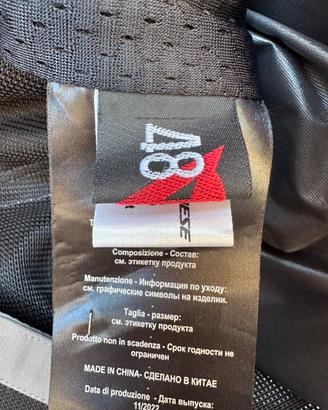 48
T
t
ESE
Composizione - Состав:
см. этикетку продукта
Manutenzione - Информация по уходу:
см. графические символы на изделии.
Taglia - размер:
см. этикетку продукта
Prodotto non in scadenza - Срок годности не
ограничен
MADE IN CHINA- СДЕЛАНО В КИТАЕ
Data di produzione - Дата выпуска:
11/2022